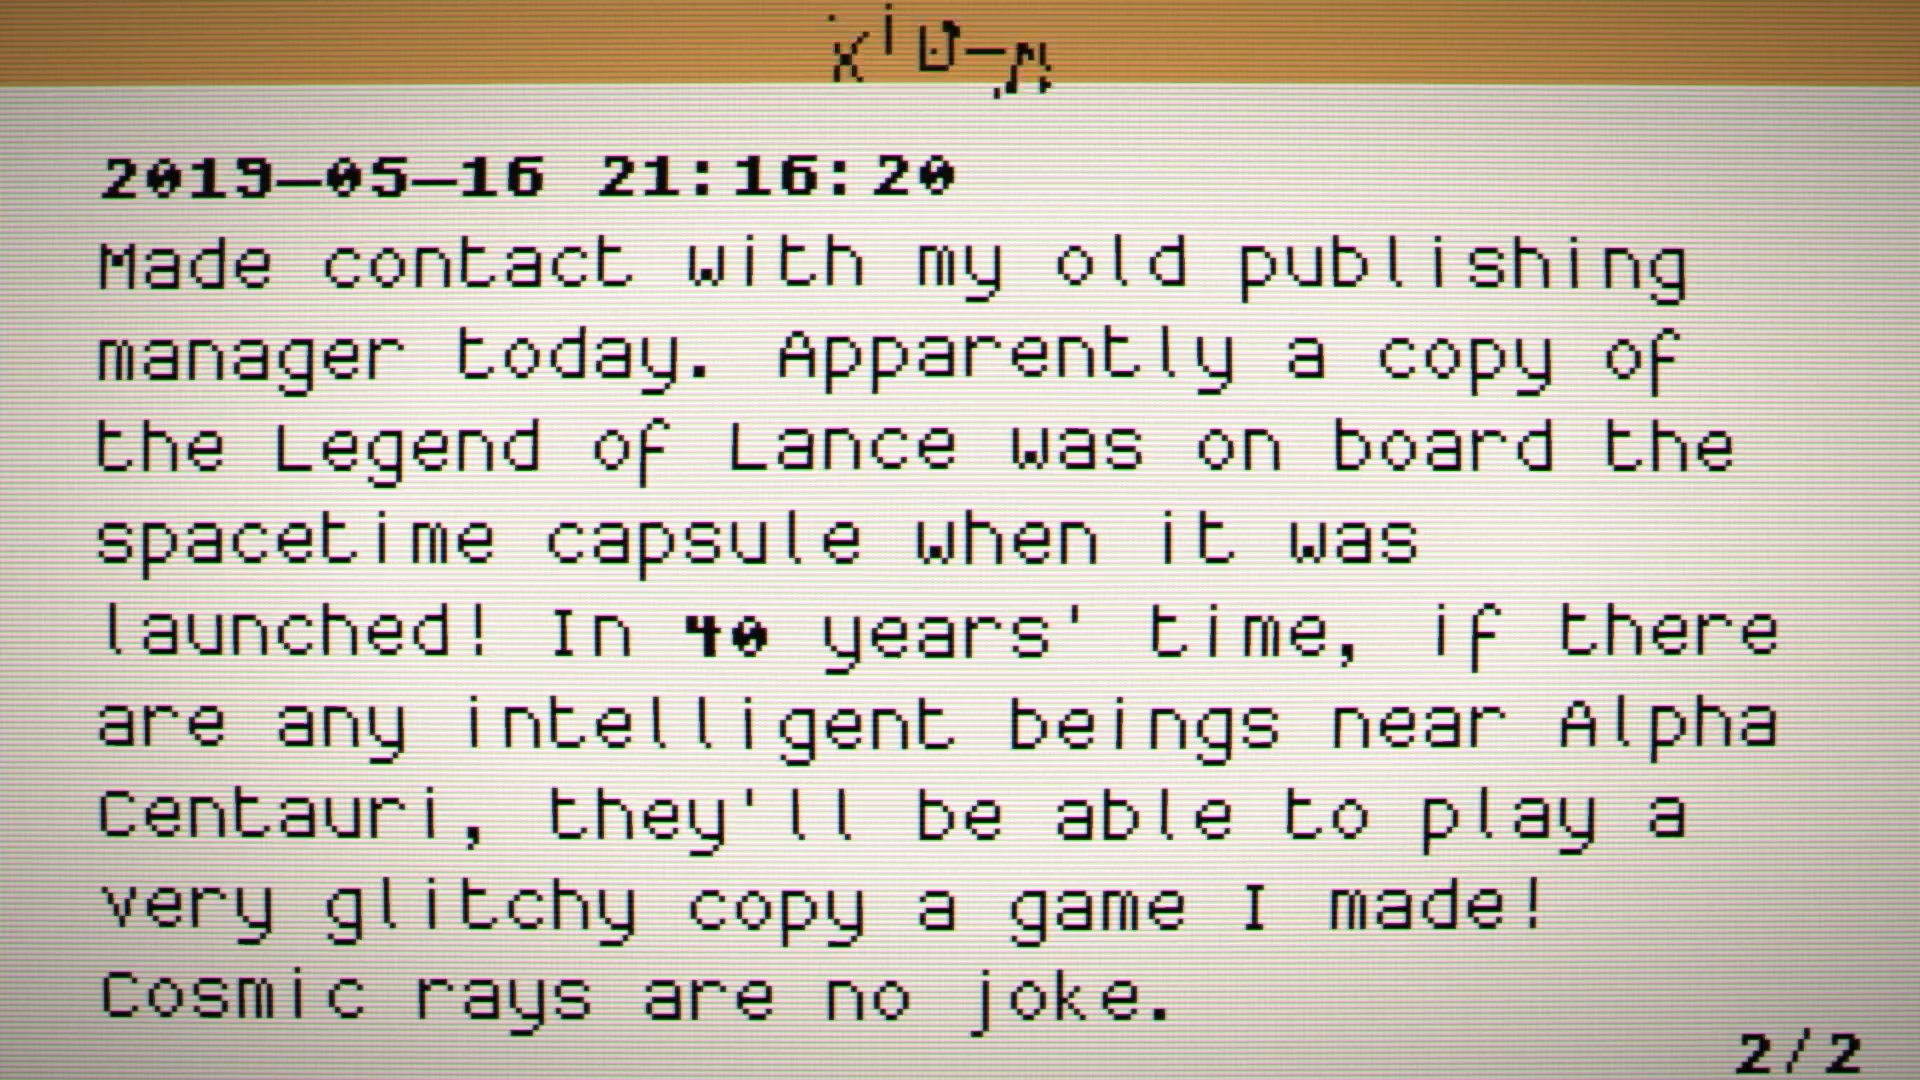 2019-05-16 21:16:20
Made contact with my old publishing
manager today. Apparently a copy of
the Legend of Lance was on board the
spacetime capsule when it was
launched! In 40 years' time, if there
are any intelligent beings near Alpha
Centauri, they'll be able to play a
very glitchy copy a game I made!
Cosmic rays are no joke.
2/2